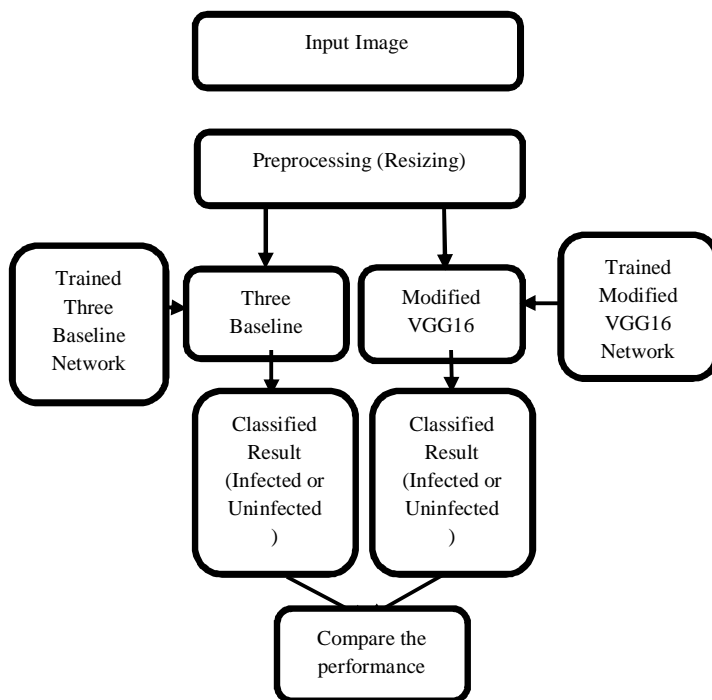 Input Image
Preprocessing (Resizing)
Trained
Three
Baseline
Network
Three
Baseline
Modified
VGG16
Trained
Modified
VGG16
Network
Classified
Result
(Infected or
Uninfected
)
Classified
Result
(Infected or
Uninfected
)
Compare the
performance